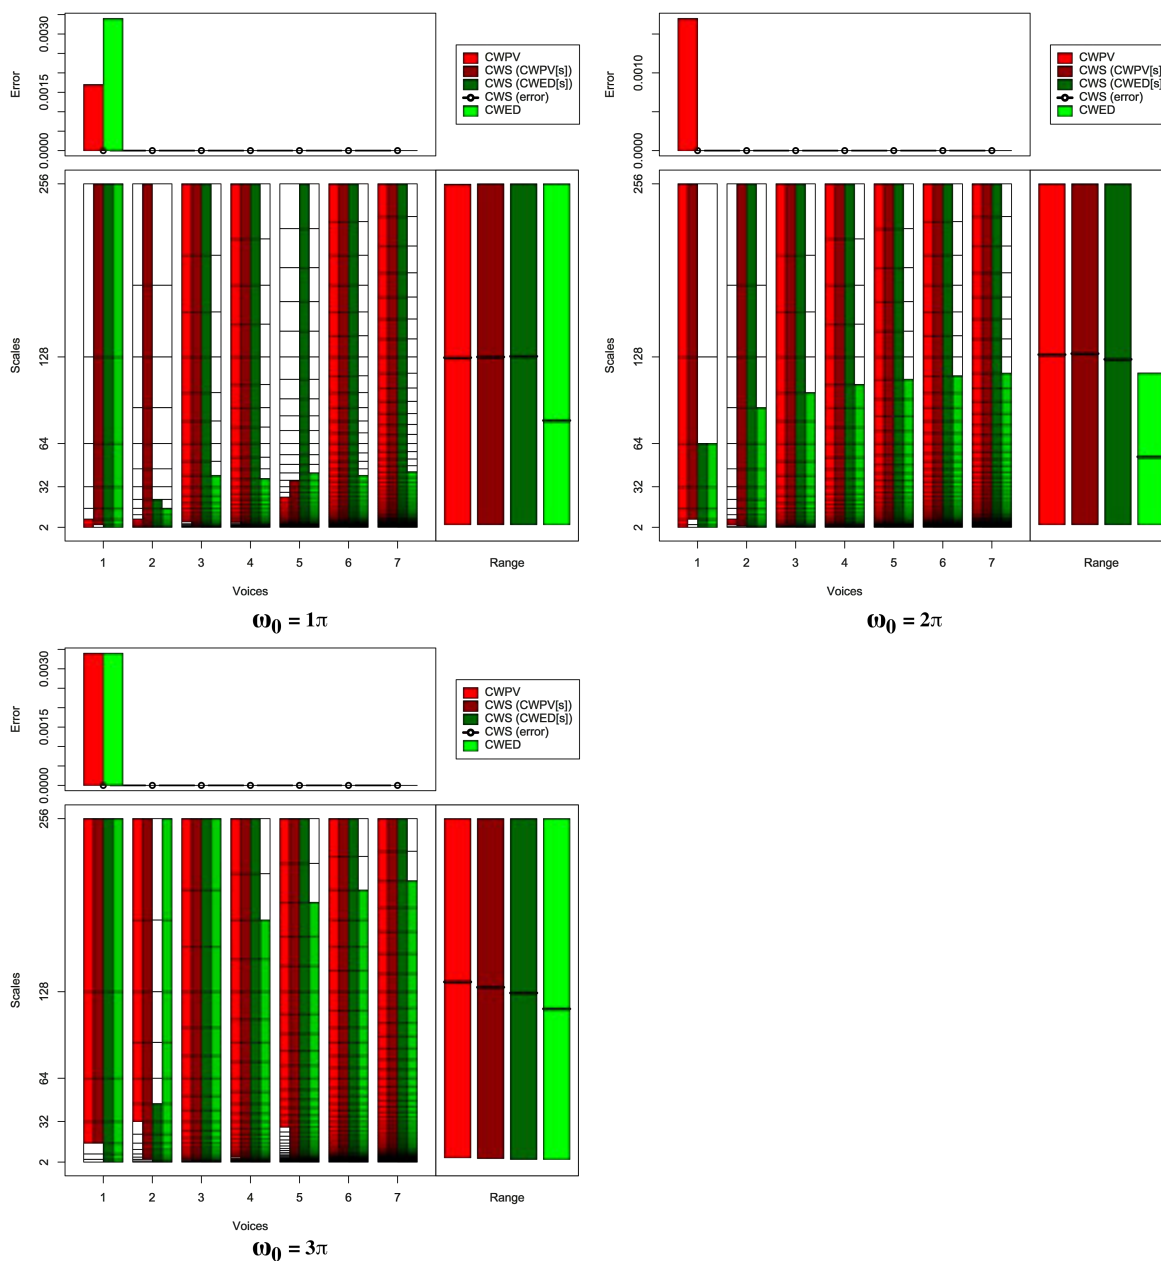 Error
0.0000 0.0015 0.0030
CWPV
CWS (CWPV[s])
CWS (CWED[s])
CWS (error)
CWED
Scales
256
128
64
32
2
1 2 3 4 5 6 7
Range
Voices
ω0 = 1π
Error
0.0000 0.0010
CWPV
CWS (CWPV[s])
CWS (CWED[s]
CWS (error)
CWED
Scales
256
128
64
32
2
1 2 3 4 5 6 7
Range
Voices
ω0 = 2π
Error
0.0000 0.0015 0.0030
CWPV
CWS (CWPV[s])
CWS (CWED[s])
CWS (error)
CWED
Scales
256
128
64
32
2
1 2 3 4 5 6 7
Range
Voices
ω0 = 3π